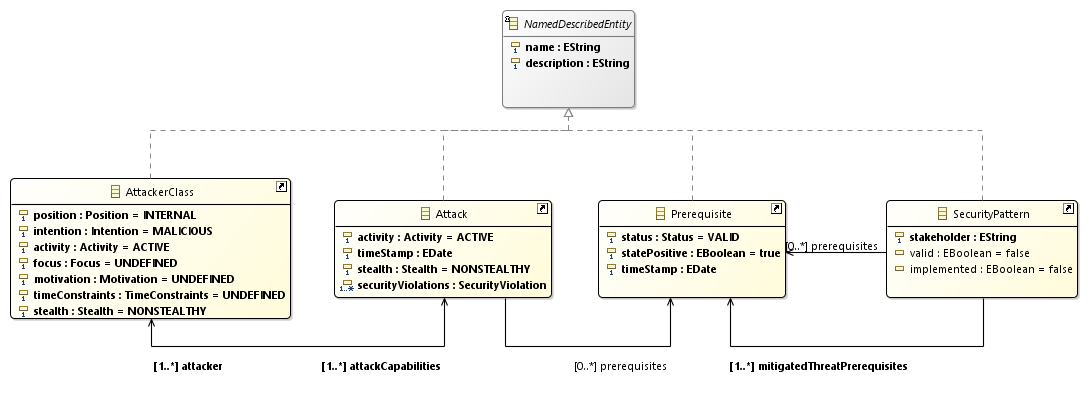 NamedDescribedEntity
name : EString
description : EString
AttackerClass
position : Position = INTERNAL
intention : Intention = MALICIOUS
activity : Activity = ACTIVE
focus : Focus = UNDEFINED
motivation : Motivation = UNDEFINED
timeConstraints : TimeConstraints = UNDEFINED
stealth : Stealth = NONSTEALTHY
Attack
activity : Activity = ACTIVE
timeStamp : EDate
stealth : Stealth = NONSTEALTHY
securityViolations : SecurityViolation
Prerequisite
status : Status = VALID
statePositive : EBoolean = true
timeStamp : EDate
[0..*] prerequisites
SecurityPattern
stakeholder : EString
valid : EBoolean = false
implemented : EBoolean = false
[1..*] attacker
[1..*] attackCapabilities
[0..*] prerequisites
[1..*] mitigatedThreatPrerequisites